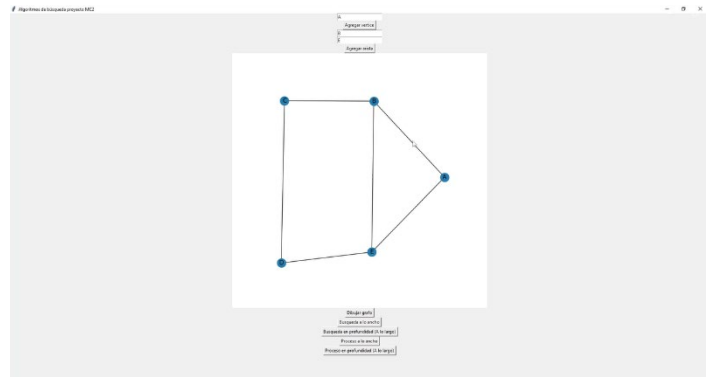 Algoritmos de búsqueda proyecto MC2
Agregar vertice
Agregar arista
C
B
A
E
D
Dibujar grafo
Busqueda a lo ancho
Busqueda en profundidad (A lo largo)
Proceso a lo ancho
Proceso en profundidad (A lo largo)